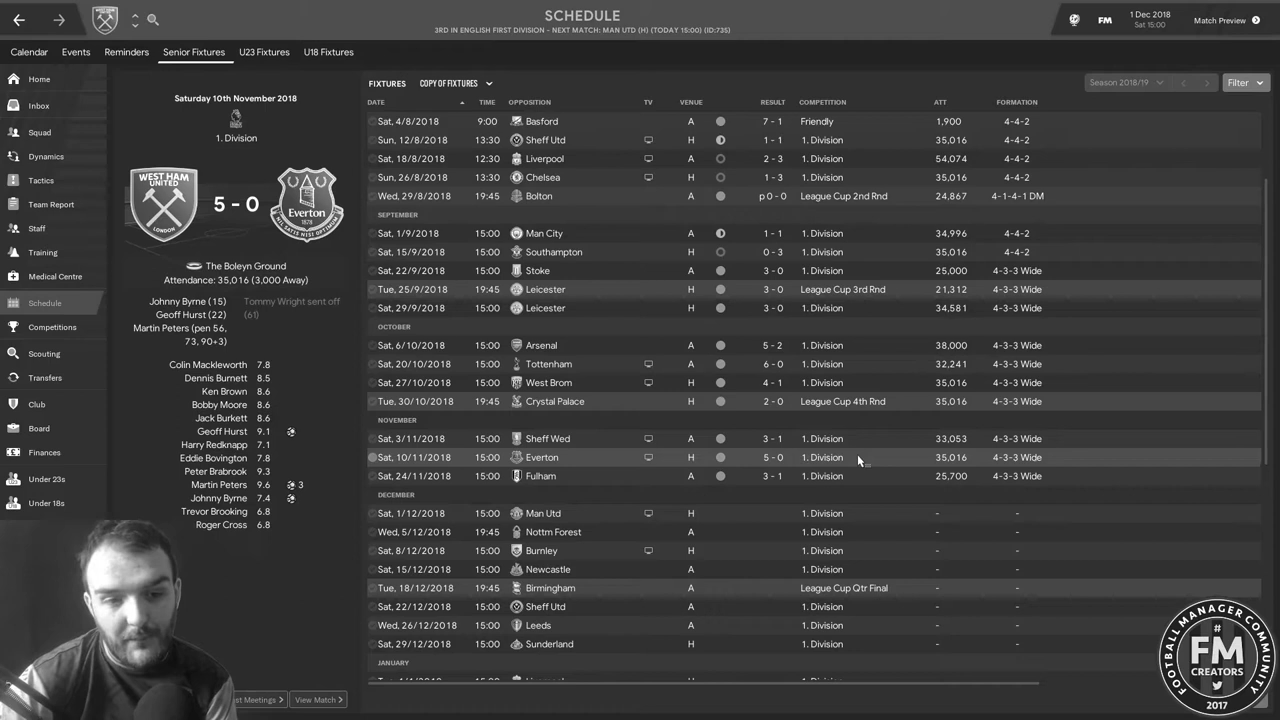 SCHEDULE
3RD IN ENGLISH FIRST DIVISION - NEXT MATCH: MAN UTD (H) (TODAY 15:00) (ID:735)
FM
1 Dec 2018
Sat 15:00
Match Preview
Calendar Events Reminders Senior Fixtures U23 Fixtures U18 Fixtures
Home
Inbox
Squad
Dynamics
Tactics
Team Report
Staff
Training
Medical Centre
Schedule
Competitions
Scouting
Transfers
Club
Board
Finances
Under 23s
Under 18s
Saturday 10th November 2018
1. Division
WEST HAM UNITED LONDON
5 - 0
Everton 1878
NIL SATIS NISI OPTIMUM
The Boleyn Ground
Attendance: 35,016 (3,000 Away)
Johnny Byrne (15)
Geoff Hurst (22)
Martin Peters (pen 56, 73, 90+3)
Tommy Wright sent off (61)
Colin Mackleworth 7.8
Dennis Burnett 8.5
Ken Brown 8.6
Bobby Moore 8.6
Jack Burkett 8.6
Geoff Hurst 9.1
Harry Redknapp 7.1
Eddie Bovington 7.8
Peter Brabrook 9.3
Martin Peters 9.6 3
Johnny Byrne 7.4
Trevor Brooking 6.8
Roger Cross 6.8
st Meetings View Match
FIXTURES COPY OF FIXTURES Season 2018/19 Filter
DATE TIME OPPOSITION TV VENUE RESULT COMPETITION ATT FORMATION
Sat, 4/8/2018 9:00 Basford A 7 - 1 Friendly 1,900 4-4-2
Sun, 12/8/2018 13:30 Sheff Utd H 1 - 1 1. Division 35,016 4-4-2
Sat, 18/8/2018 12:30 Liverpool A 2 - 3 1. Division 54,074 4-4-2
Sun, 26/8/2018 13:30 Chelsea H 1 - 3 1. Division 35,016 4-4-2
Wed, 29/8/2018 19:45 Bolton A p 0 - 0 League Cup 2nd Rnd 24,867 4-1-4-1 DM
SEPTEMBER
Sat, 1/9/2018 15:00 Man City A 1 - 1 1. Division 34,996 4-4-2
Sat, 15/9/2018 15:00 Southampton H 0 - 3 1. Division 35,016 4-4-2
Sat, 22/9/2018 15:00 Stoke A 3 - 0 1. Division 25,000 4-3-3 Wide
Tue, 25/9/2018 19:45 Leicester H 3 - 0 League Cup 3rd Rnd 21,312 4-3-3 Wide
Sat, 29/9/2018 15:00 Leicester H 3 - 0 1. Division 34,581 4-3-3 Wide
OCTOBER
Sat, 6/10/2018 15:00 Arsenal A 5 - 2 1. Division 38,000 4-3-3 Wide
Sat, 20/10/2018 15:00 Tottenham A 6 - 0 1. Division 32,241 4-3-3 Wide
Sat, 27/10/2018 15:00 West Brom H 4 - 1 1. Division 35,016 4-3-3 Wide
Tue, 30/10/2018 19:45 Crystal Palace H 2 - 0 League Cup 4th Rnd 35,016 4-3-3 Wide
NOVEMBER
Sat, 3/11/2018 15:00 Sheff Wed A 3 - 1 1. Division 33,053 4-3-3 Wide
Sat, 10/11/2018 15:00 Everton H 5 - 0 1. Division 35,016 4-3-3 Wide
Sat, 24/11/2018 15:00 Fulham A 3 - 1 1. Division 25,700 4-3-3 Wide
DECEMBER
Sat, 1/12/2018 15:00 Man Utd H 1. Division - -
Wed, 5/12/2018 19:45 Nottm Forest A 1. Division - -
Sat, 8/12/2018 15:00 Burnley H 1. Division - -
Sat, 15/12/2018 15:00 Newcastle A 1. Division - -
Tue, 18/12/2018 19:45 Birmingham A League Cup Qtr Final - -
Sat, 22/12/2018 15:00 Sheff Utd A 1. Division - -
Wed, 26/12/2018 15:00 Leeds A 1. Division - -
Sat, 29/12/2018 15:00 Sunderland H 1. Division - -
JANUARY
FOOTBALL MANAGER COMMUNITY
#
FM
CREATORS
2017